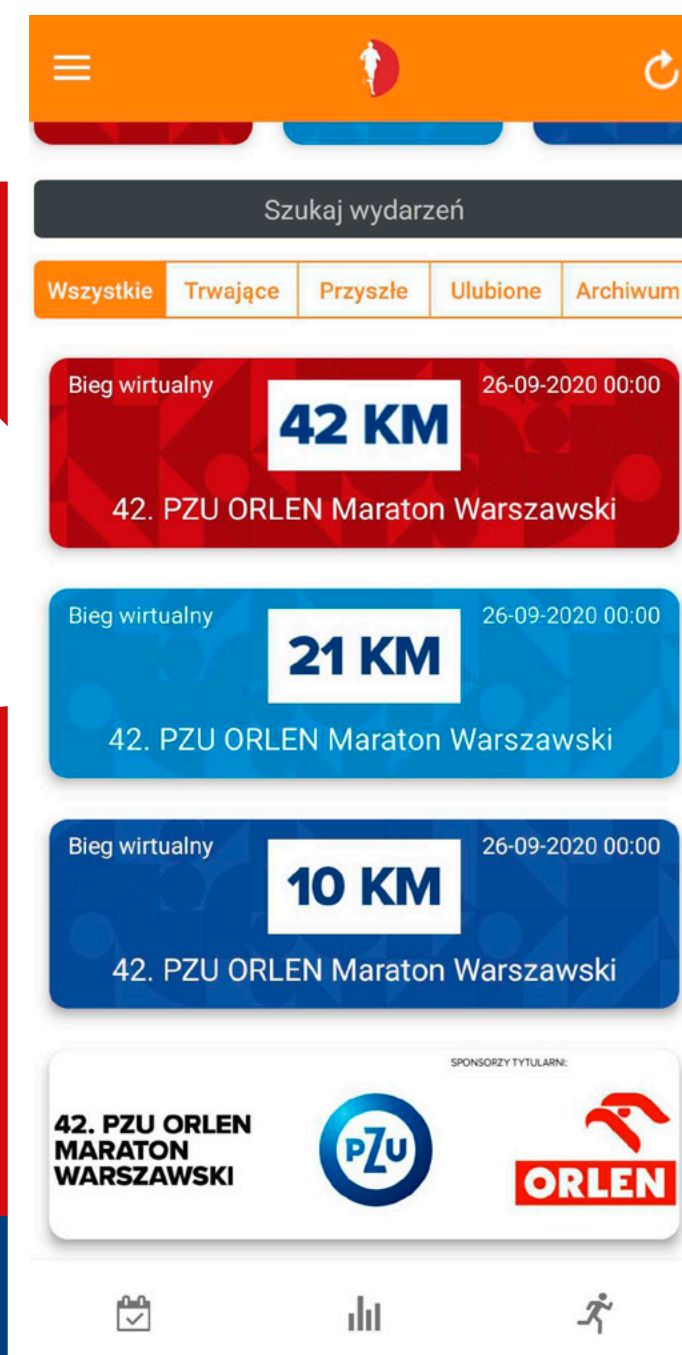 Szukaj wydarzeń
Wszystkie Trwające Przyszłe Ulubione Archiwum
Bieg wirtualny 26-09-2020 00:00
42 KM
42. PZU ORLEN Maraton Warszawski
Bieg wirtualny 26-09-2020 00:00
21 KM
42. PZU ORLEN Maraton Warszawski
Bieg wirtualny 26-09-2020 00:00
10 KM
42. PZU ORLEN Maraton Warszawski
SPONSORZY TYTULARNI:
42. PZU ORLEN
MARATON
WARSZAWSKI
PZU
ORLEN